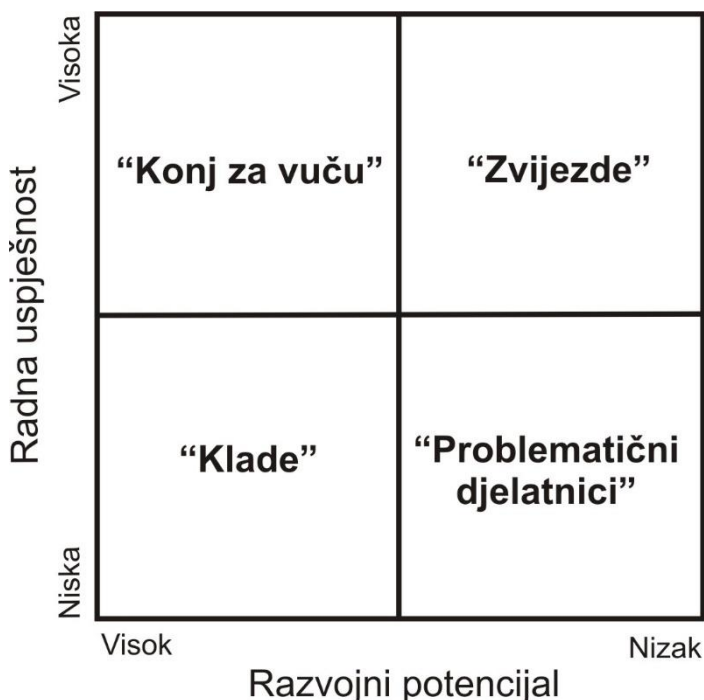 Visoka
Radna uspješnost
Niska
“Konj za vuču”
“Zvijezde”
“Klade”
“Problematični
djelatnici”
Visok
Nizak
Razvojni potencijal